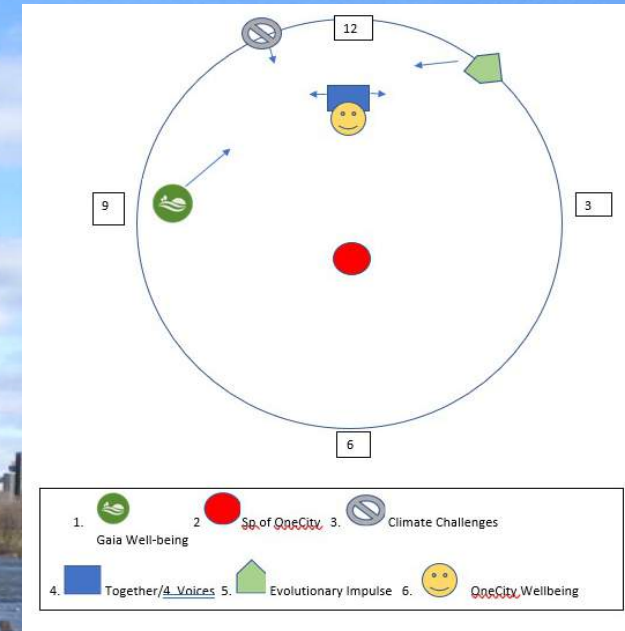 12
9
3
6
1. 2 Sp.of OneCity 3. Climate Challenges
Gaia Well-being
4. Together/4 Voices 5. Evolutionary Impulse 6. OneCity Wellbeing